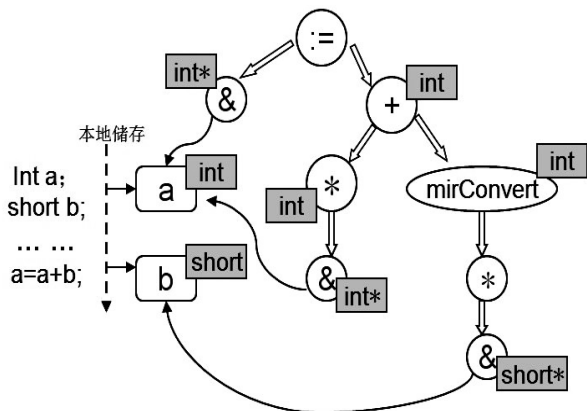 :=
int*
&
int
+
本地储存
Int a；
short b;
... ...
a=a+b;
a
int
int
*
mirConvert
int
b
short
&
int*
*
&
short*